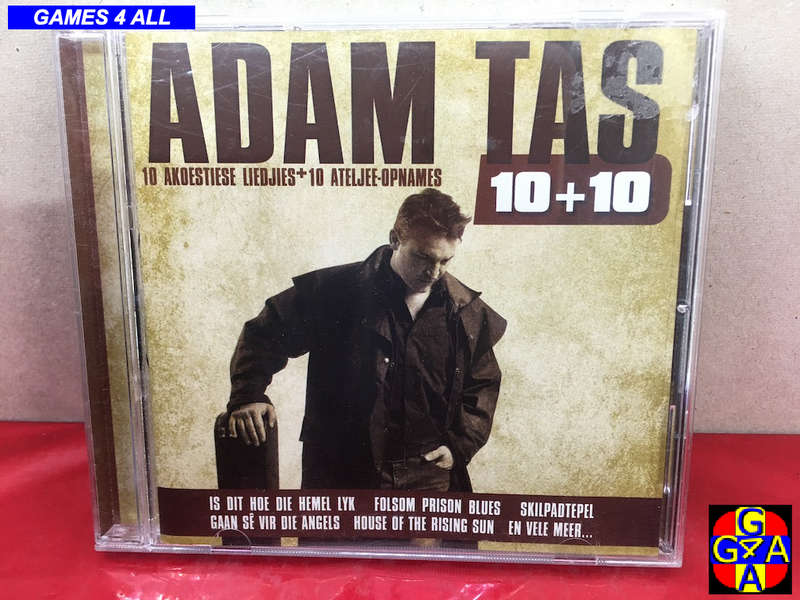 GAMES 4 ALL
ADAM TAS
10 AKOESTIESE LIEDJIES+10 ATELJEE-OPNAMES
10+10
IS DIT HOE DIE HEMEL LYK FOLSOM PRISON BLUES SKILPADTEPEL
GAAN SÊ VIR DIE ANGELS HOUSE OF THE RISING SUN EN VELE MEER...
G
G4A
A